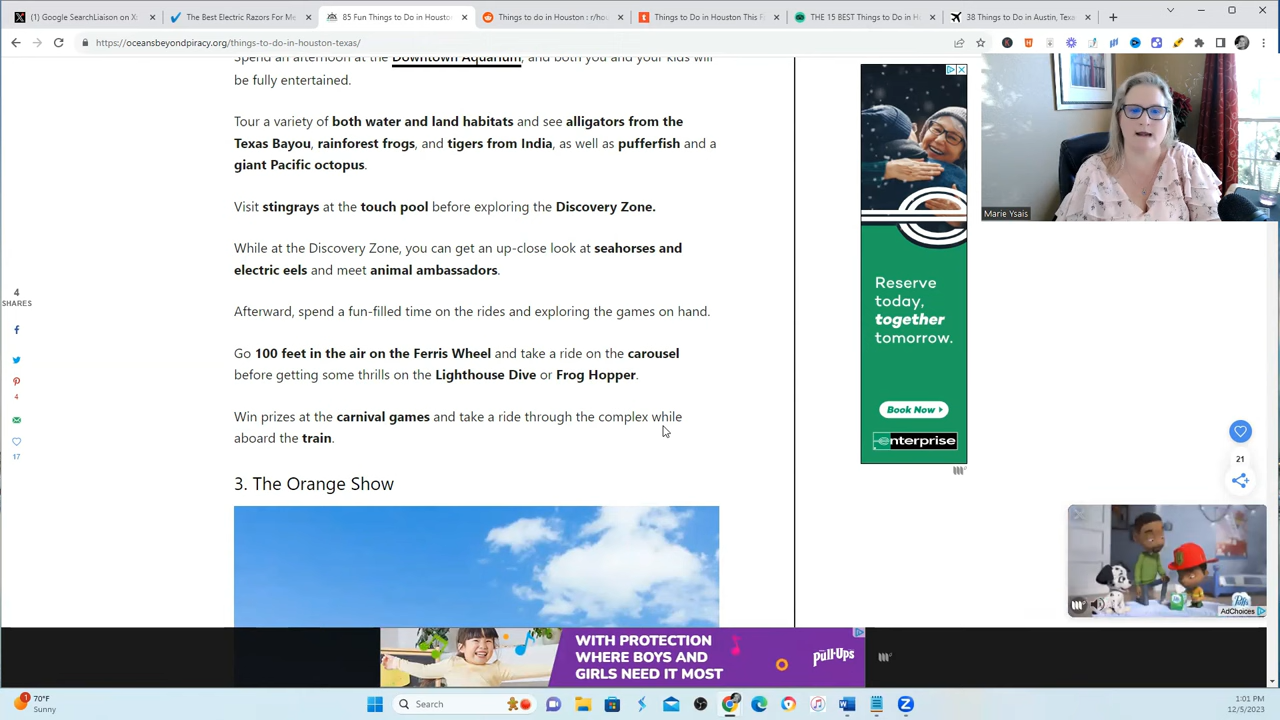 (1) Google SearchLiaison on X
The Best Electric Razors For Me
85 Fun Things to Do in Houston
Things to do in Houston : r/hou
Things to Do in Houston This F
THE 15 BEST Things to Do in H
38 Things to Do in Austin, Texa
https://oceansbeyondpiracy.org/things-to-do-in-houston-texas/
Spend an afternoon at the Downtown Aquarium, and both you and your kids will
be fully entertained.
Tour a variety of both water and land habitats and see alligators from the
Texas Bayou, rainforest frogs, and tigers from India, as well as pufferfish and a
giant Pacific octopus.
Visit stingrays at the touch pool before exploring the Discovery Zone.
While at the Discovery Zone, you can get an up-close look at seahorses and
electric eels and meet animal ambassadors.
Afterward, spend a fun-filled time on the rides and exploring the games on hand.
Go 100 feet in the air on the Ferris Wheel and take a ride on the carousel
before getting some thrills on the Lighthouse Dive or Frog Hopper.
Win prizes at the carnival games and take a ride through the complex while
aboard the train.
3. The Orange Show
4
SHARES
4
17
Reserve
today,
together
tomorrow.
Book Now
enterprise
Marie Ysais
21
AdChoices
WITH PROTECTION
WHERE BOYS AND
GIRLS NEED IT MOST
PULL-UPS
1
70°F
Sunny
Search
1:01 PM
12/5/2023